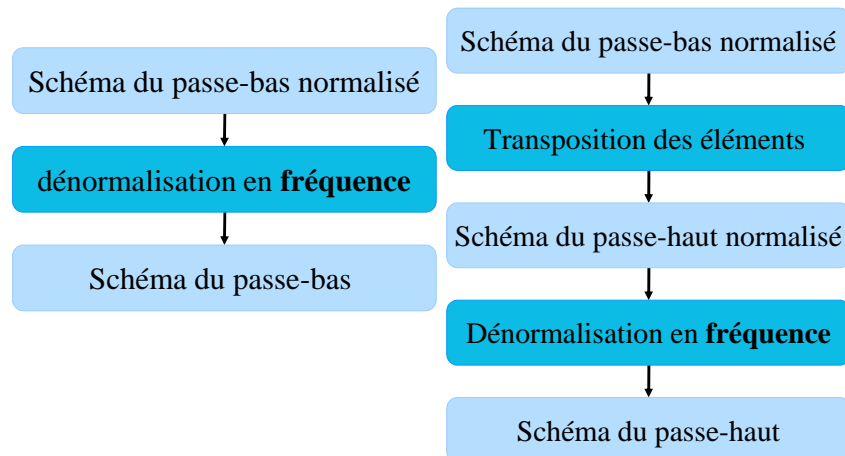 Schéma du passe-bas normalisé
dénormalisation en fréquence
Schéma du passe-bas
Schéma du passe-bas normalisé
Transposition des éléments
Schéma du passe-haut normalisé
Dénormalisation en fréquence
Schéma du passe-haut